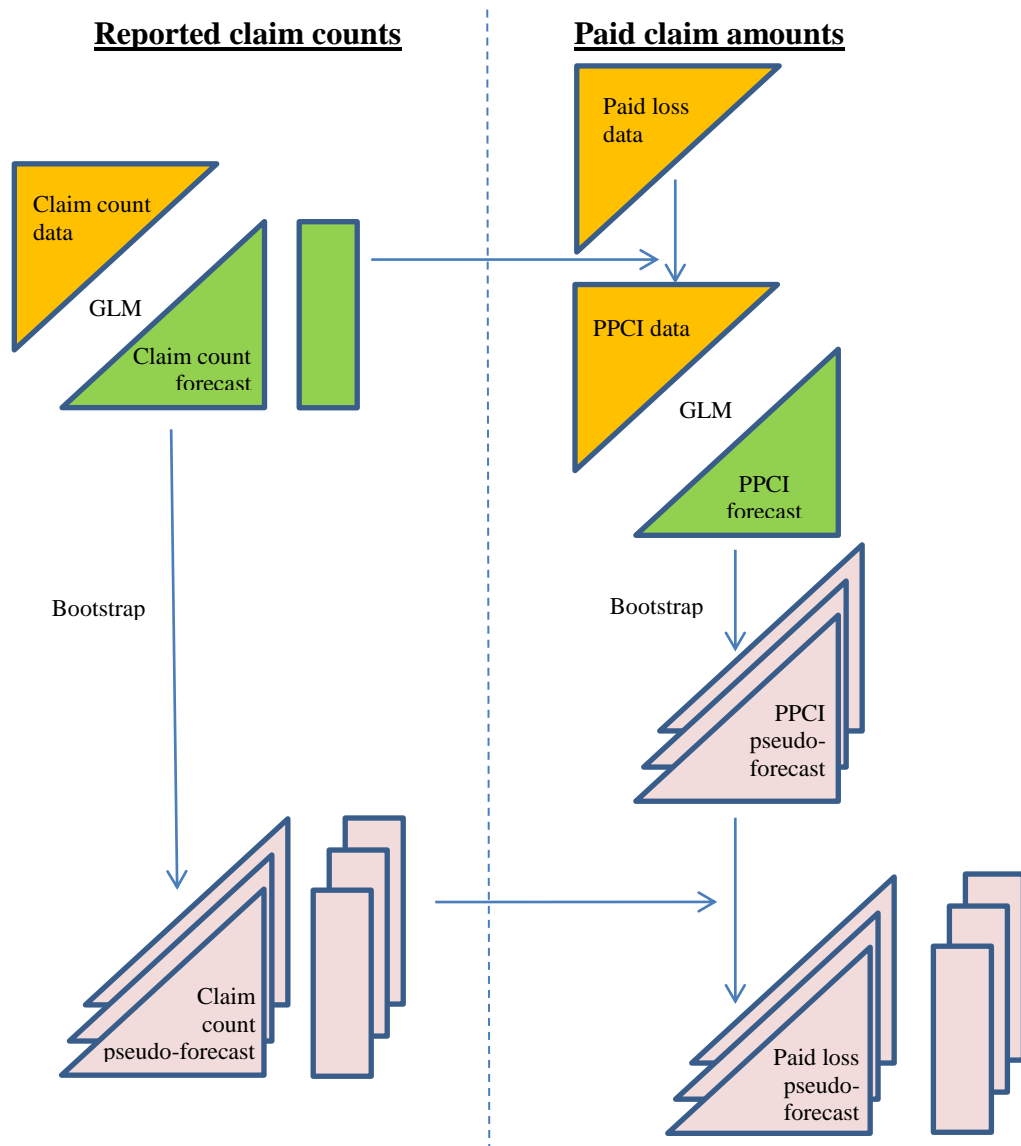 Reported claim counts
Claim count
data
GLM
Claim count
forecast
Bootstrap
Claim
count
pseudo-forecast
Paid claim amounts
Paid loss
data
PPCI data
GLM
PPCI
forecast
Bootstrap
PPCI
pseudo-
forecast
Paid loss
pseudo-
forecast